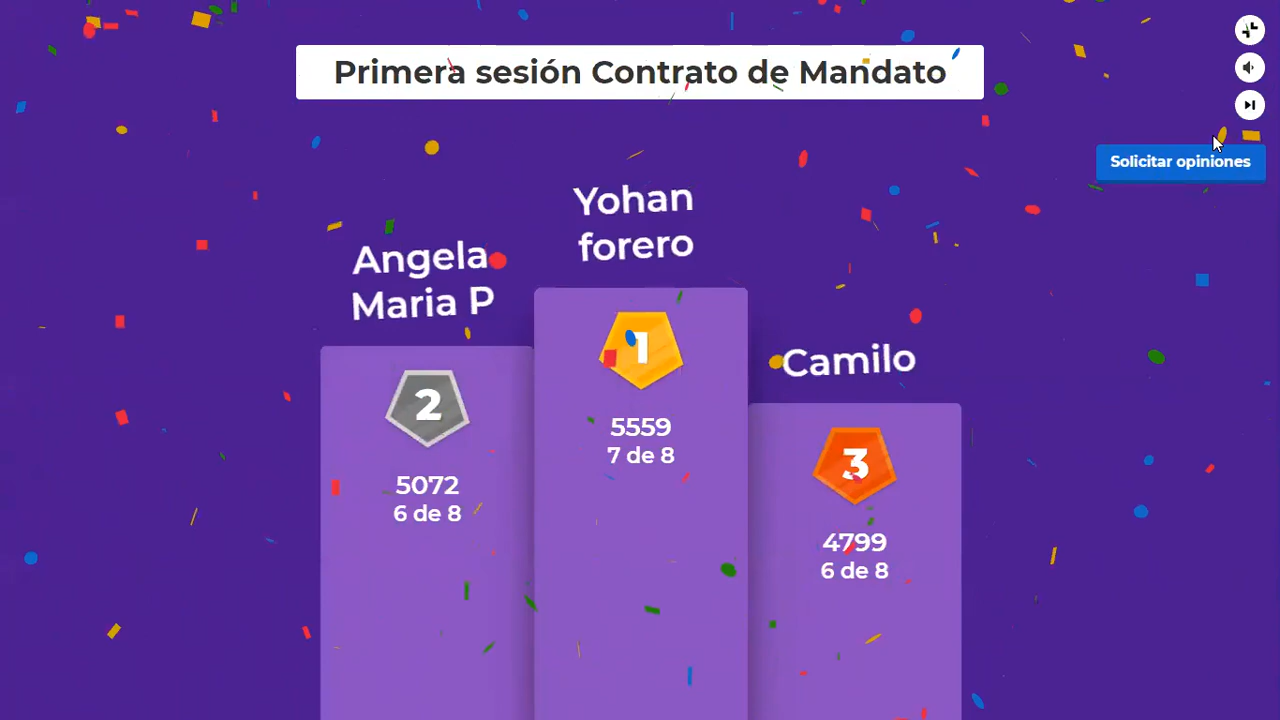 Primera sesión Contrato de Mandato
Solicitar opiniones
Yohan
forero
Angela
Maria P
Camilo
1
5559
7 de 8
2
5072
6 de 8
3
4799
6 de 8